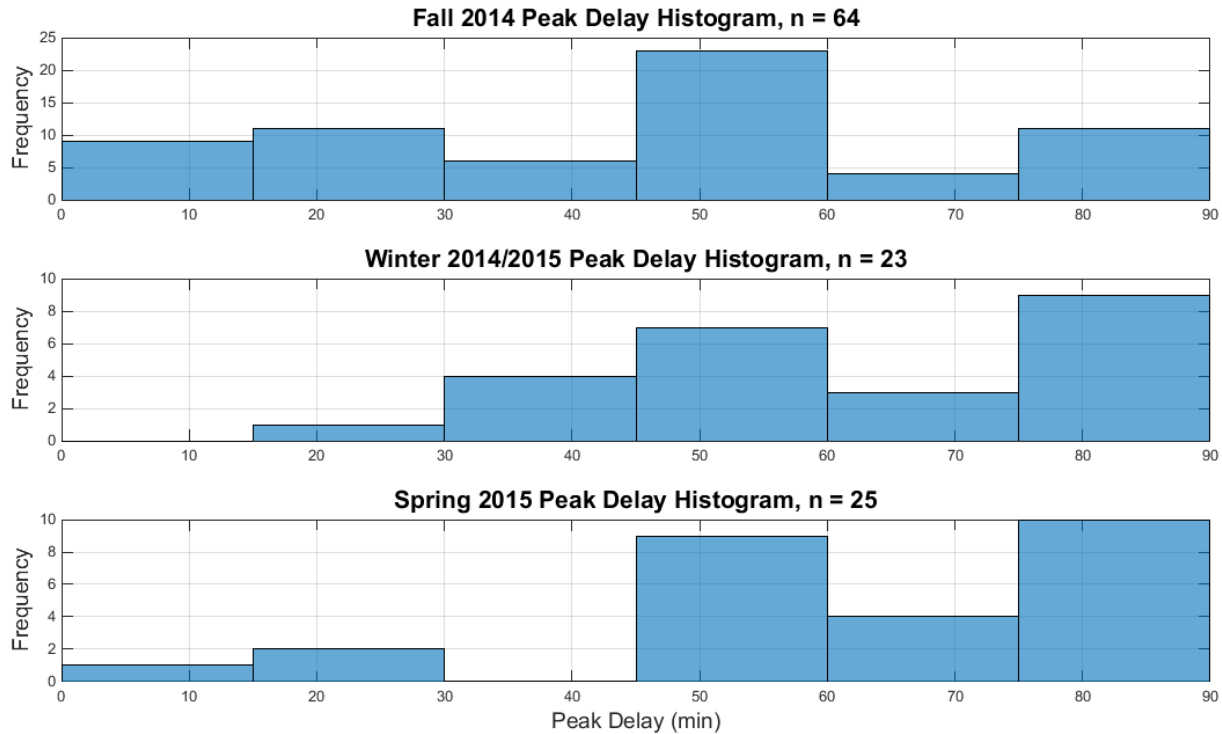 Fall 2014 Peak Delay Histogram, n = 64
25
20
15
10
5
0
Frequency
0 10 20 30 40 50 60 70 80 90
Winter 2014/2015 Peak Delay Histogram, n = 23
10
8
6
4
2
0
Frequency
0 10 20 30 40 50 60 70 80 90
Spring 2015 Peak Delay Histogram, n = 25
10
8
6
4
2
0
Frequency
0 10 20 30 40 50 60 70 80 90
Peak Delay (min)